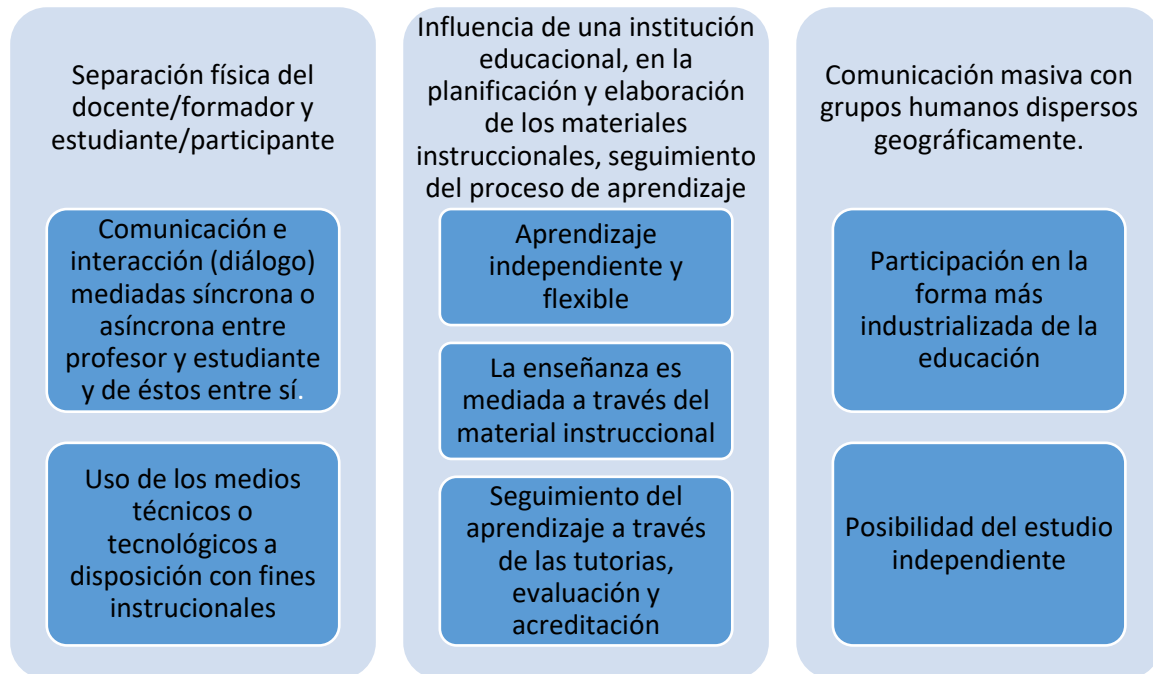 Separación física del
docente/formador y
estudiante/participante
Comunicación e
interacción (diálogo)
mediadas síncrona o
asíncrona entre
profesor y estudiante
y de éstos entre sí.
Uso de los medios
técnicos o
tecnológicos a
disposición con fines
instrucionales
Influencia de una institución
educacional, en la
planificación y elaboración
de los materiales
instruccionales, seguimiento
del proceso de aprendizaje
Aprendizaje
independiente y
flexible
La enseñanza es
mediada a través del
material instruccional
Seguimiento del
aprendizaje a través
de las tutorias,
evaluación y
acreditación
Comunicación masiva con
grupos humanos dispersos
geográficamente.
Participación en la
forma más
industrializada de la
educación
Posibilidad del estudio
independiente